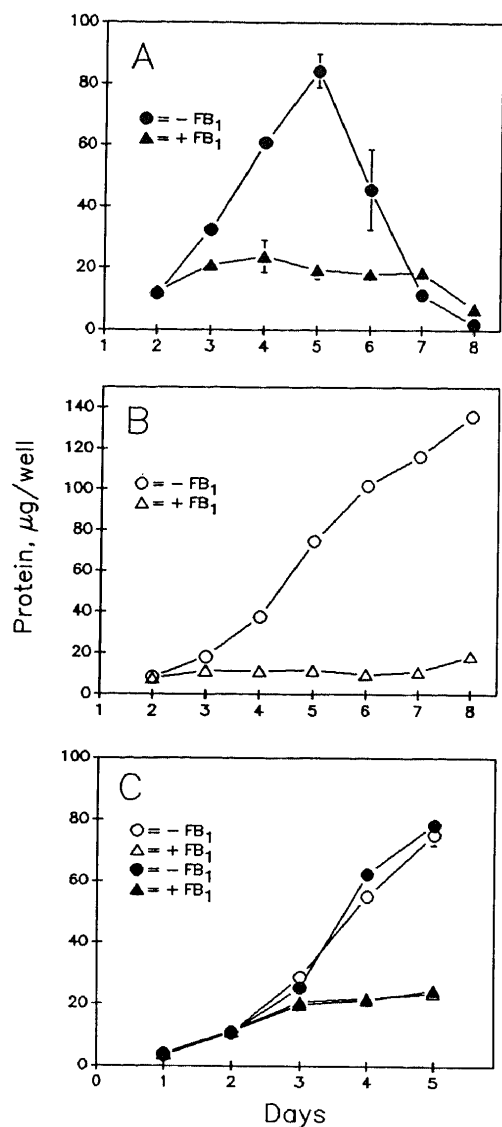 A
● = - FB1
▲ = + FB1
100
80
60
40
20
0
1 2 3 4 5 6 7 8
B
○ = - FB1
△ = + FB1
140
120
100
80
60
40
20
0
1 2 3 4 5 6 7 8
Protein, μg/well
C
○ = - FB1
△ = + FB1
● = - FB1
▲ = + FB1
100
80
60
40
20
0
0 1 2 3 4 5
Days